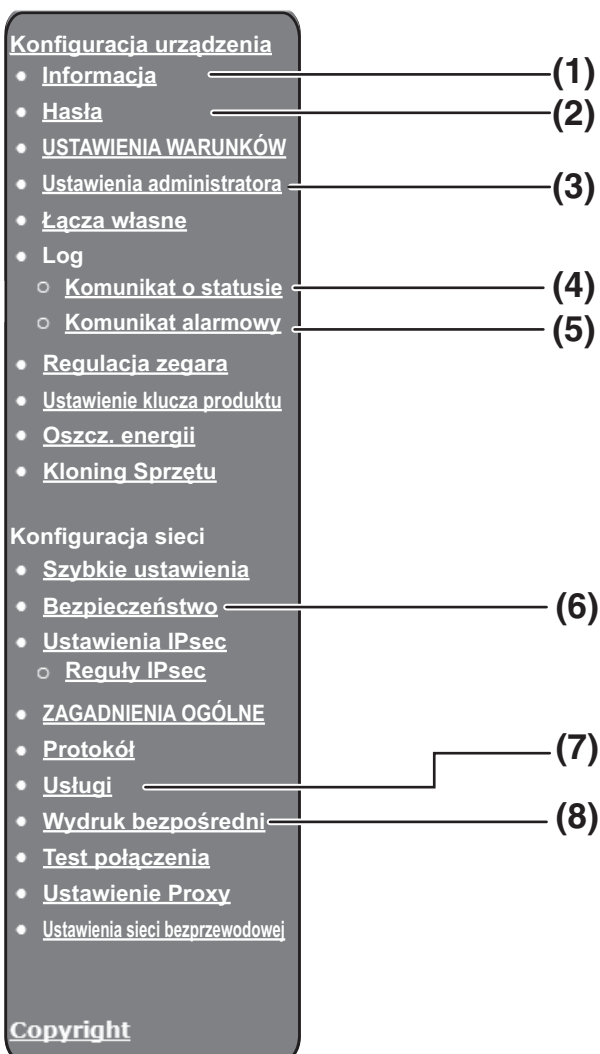 Konfiguracja urządzenia
• Informacja (1)
• Hasła (2)
• USTAWIENIA WARUNKÓW
• Ustawienia administratora (3)
• Łącza własne
• Log
○ Komunikat o statusie (4)
○ Komunikat alarmowy (5)
• Regulacja zegara
• Ustawienie klucza produktu
• Oszcz. energii
• Kloning Sprzętu
Konfiguracja sieci
• Szybkie ustawienia
• Bezpieczeństwo (6)
• Ustawienia IPsec
○ Reguły IPsec
• ZAGADNIENIA OGÓLNE
• Protokół
• Usługi (7)
• Wydruk bezpośredni (8)
• Test połączenia
• Ustawienie Proxy
• Ustawienia sieci bezprzewodowej
Copyright